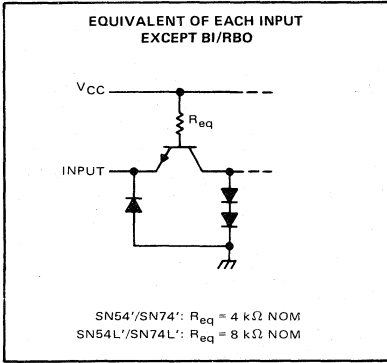 EQUIVALENT OF EACH INPUT
EXCEPT BI/RBO
VCC
Req
INPUT
SN54'/SN74': Req = 4 kΩ NOM
SN54L'/SN74L': Req = 8 kΩ NOM